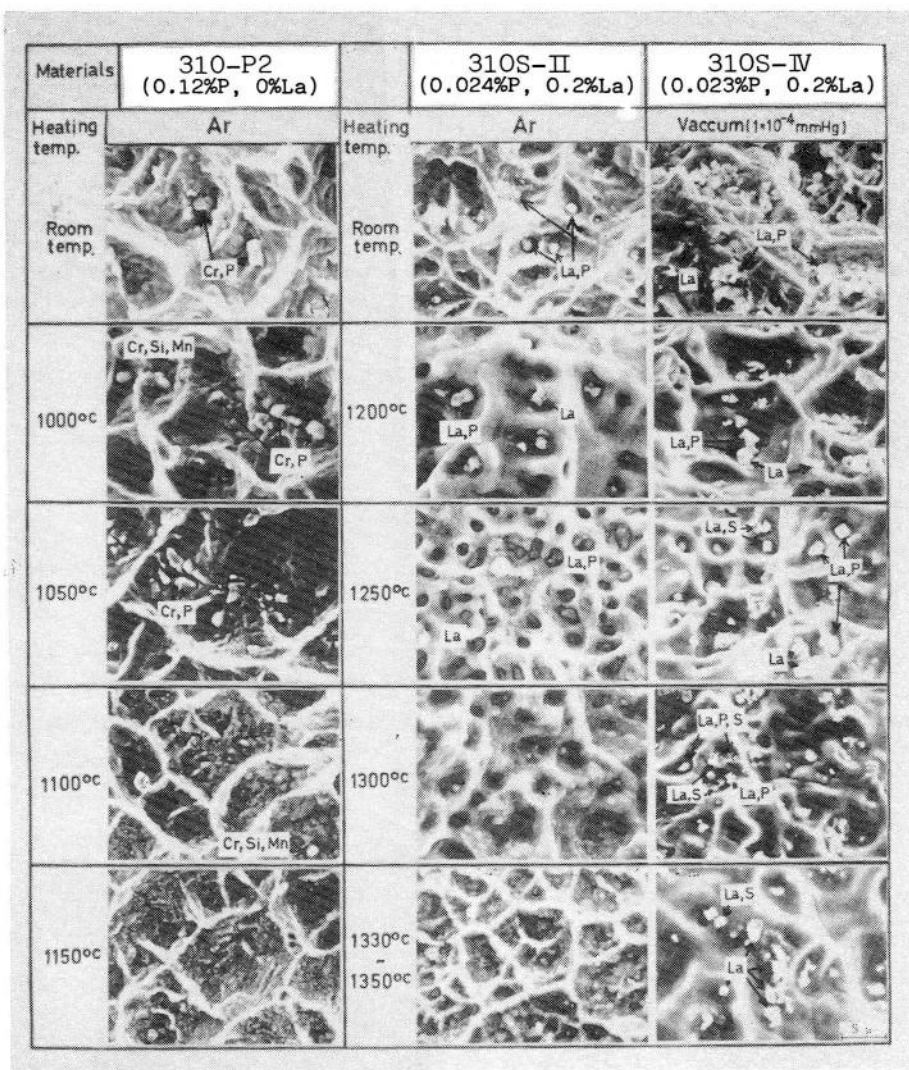 Materials
310-P2
(0.12%P, 0%La)
310S-II
(0.024%P, 0.2%La)
310S-IV
(0.023%P, 0.2%La)
Heating temp.
Ar
Heating temp.
Ar
Vaccum(1•10⁻⁴mmHg)
Room temp.
Cr,P
Room temp.
La,P
La,P
La
1000°C
Cr,Si,Mn
Cr,P
1200°C
La
La,P
La,P
La
1050°C
Cr,P
1250°C
La,P
La
La,S
La,P
La
1100°C
Cr,Si,Mn
1300°C
La,P,S
La,S
La,P
1150°C
1330°C
~
1350°C
La,S
La
5 μ